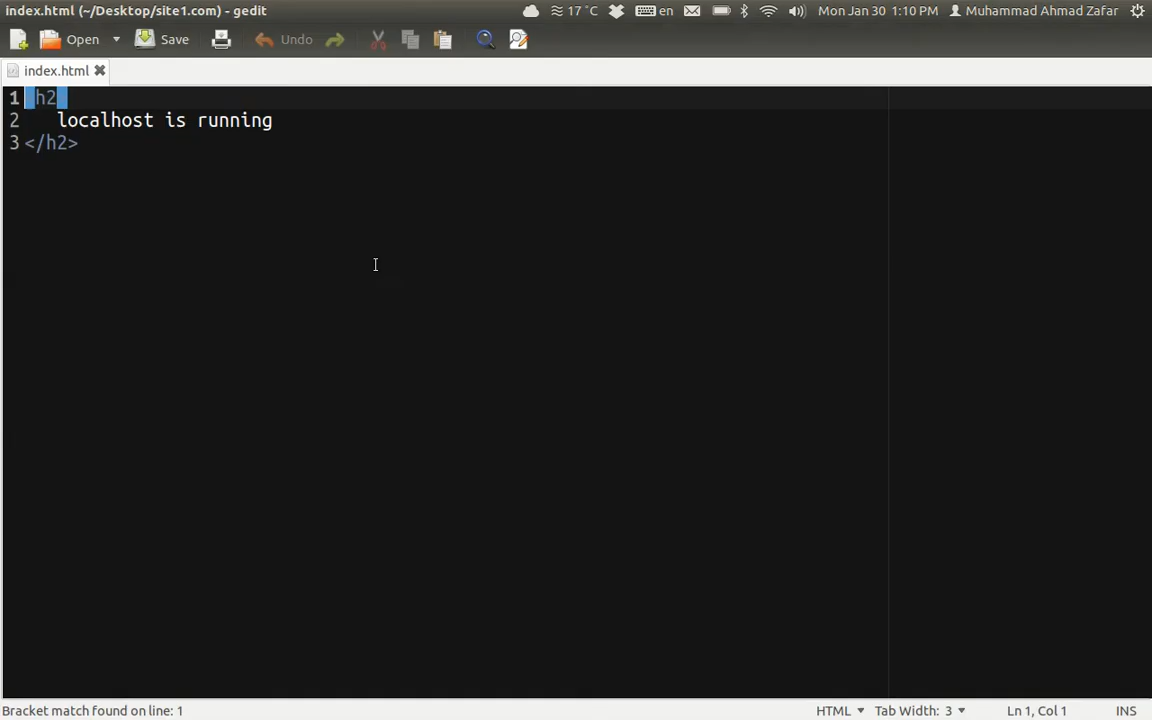 index.html (~/Desktop/site1.com) - gedit 17 °C en Mon Jan 30 1:10 PM Muhammad Ahmad Zafar
Open Save Undo
index.html
1 h2
2 localhost is running
3 </h2>
Bracket match found on line: 1 HTML Tab Width: 3 Ln 1, Col 1 INS